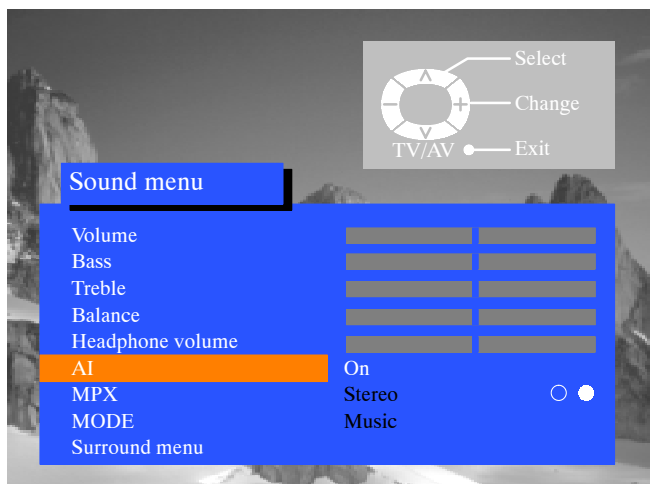 Select
Change
TV/AV Exit
Sound menu
Volume
Bass
Treble
Balance
Headphone volume
AI On
MPX Stereo
MODE Music
Surround menu